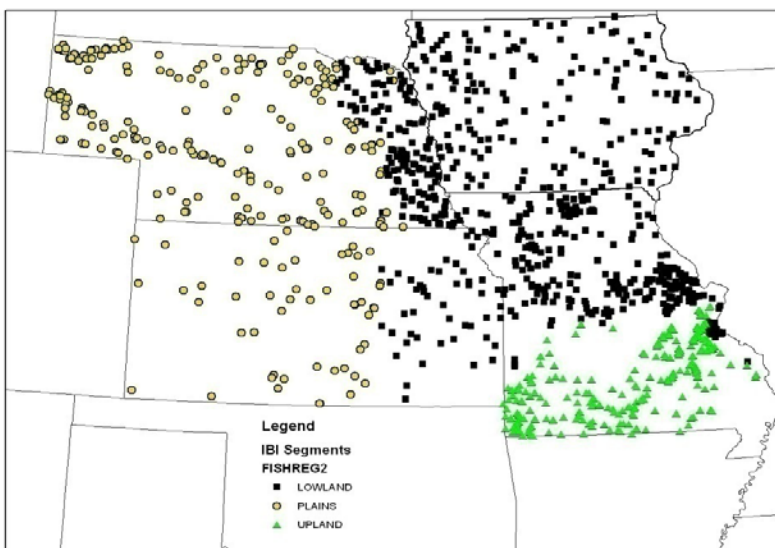 Legend
IBI Segments
FISHREG2
LOWLAND
PLAINS
UPLAND